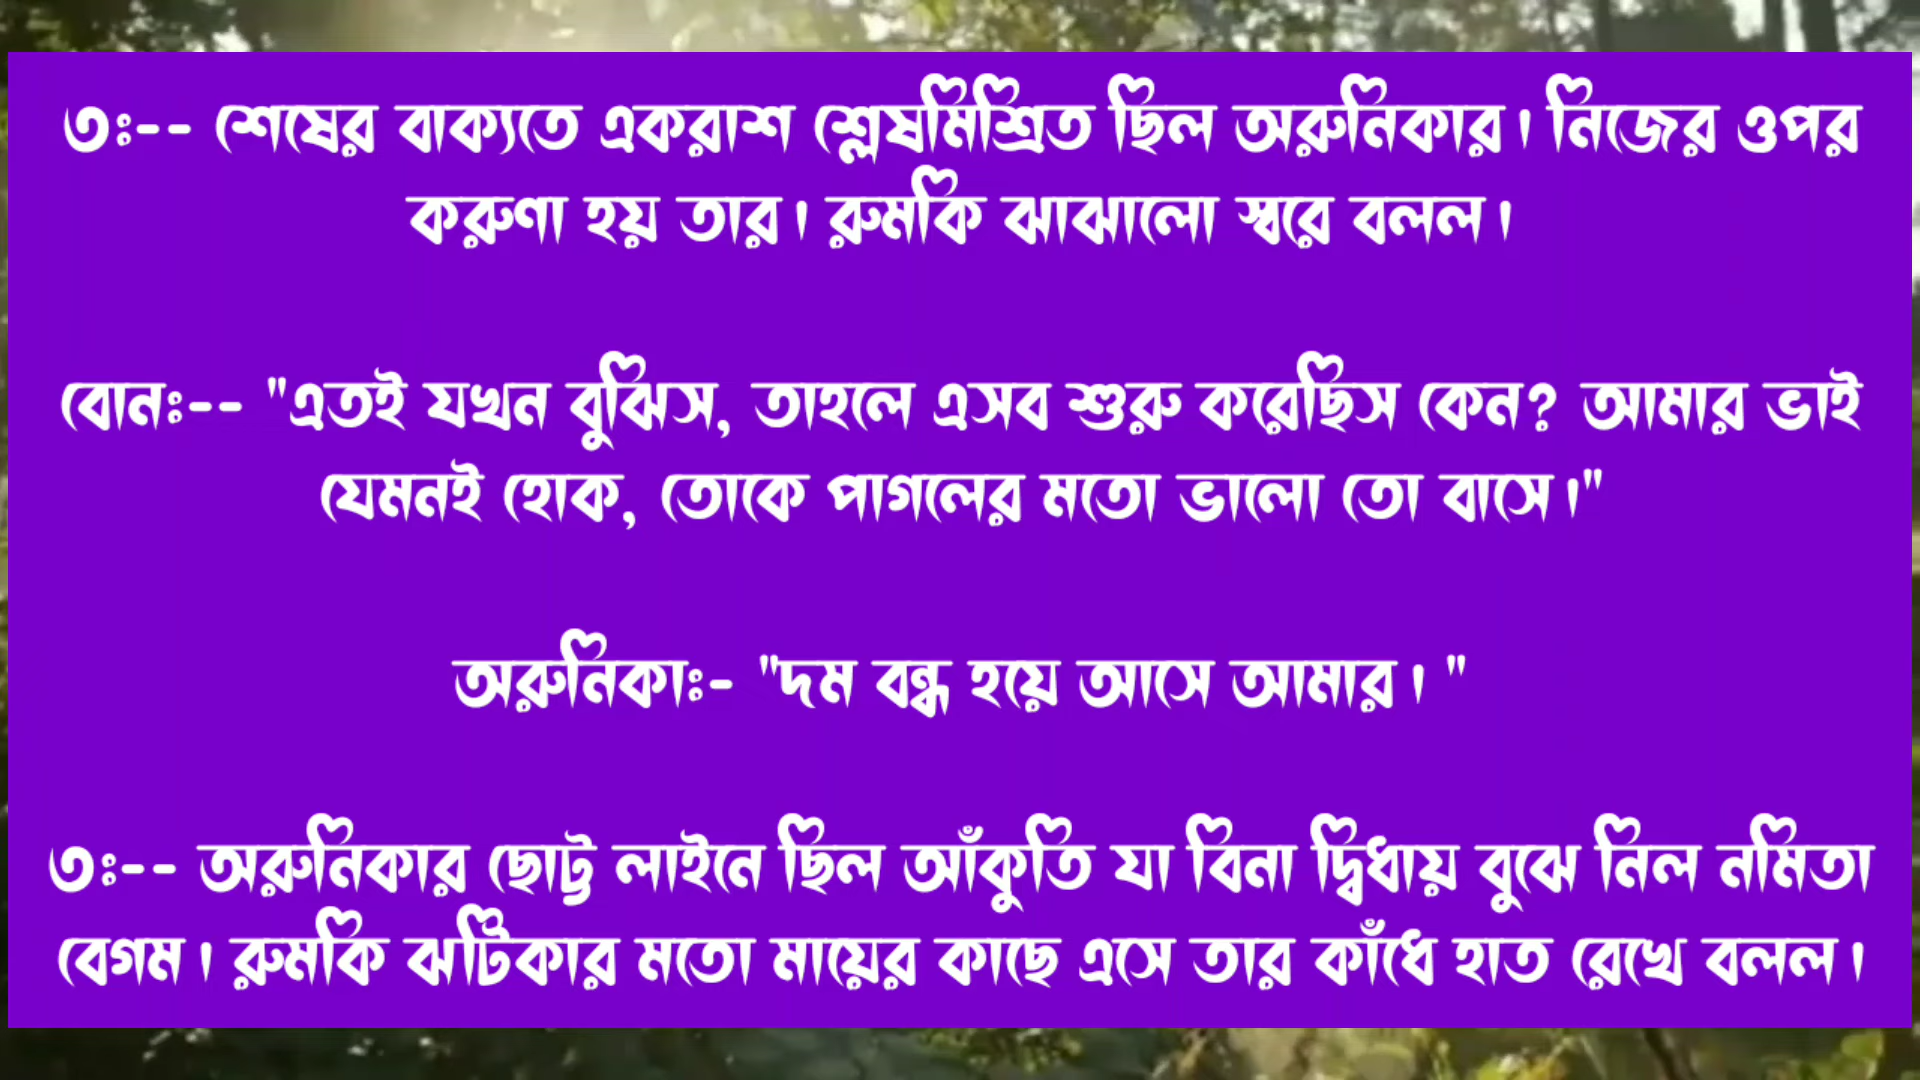 ৩ঃ-- শেষের বাক্যতে একরাশ শ্লেষমিশ্রিত ছিল অরুনিকার। নিজের ওপর
করুণা হয় তার। রুমকি ঝাঝালো স্বরে বলল।
বোনঃ-- "এতই যখন বুঝিস, তাহলে এসব শুরু করেছিস কেন? আমার ভাই
যেমনই হোক, তোকে পাগলের মতো ভালো তো বাসে।"
অরুনিকাঃ- "দম বন্ধ হয়ে আসে আমার। "
৩ঃ-- অরুনিকার ছোট্ট লাইনে ছিল আঁকুতি যা বিনা দ্বিধায় বুঝে নিল নমিতা
বেগম। রুমকি ঝটিকার মতো মায়ের কাছে এসে তার কাঁধে হাত রেখে বলল।